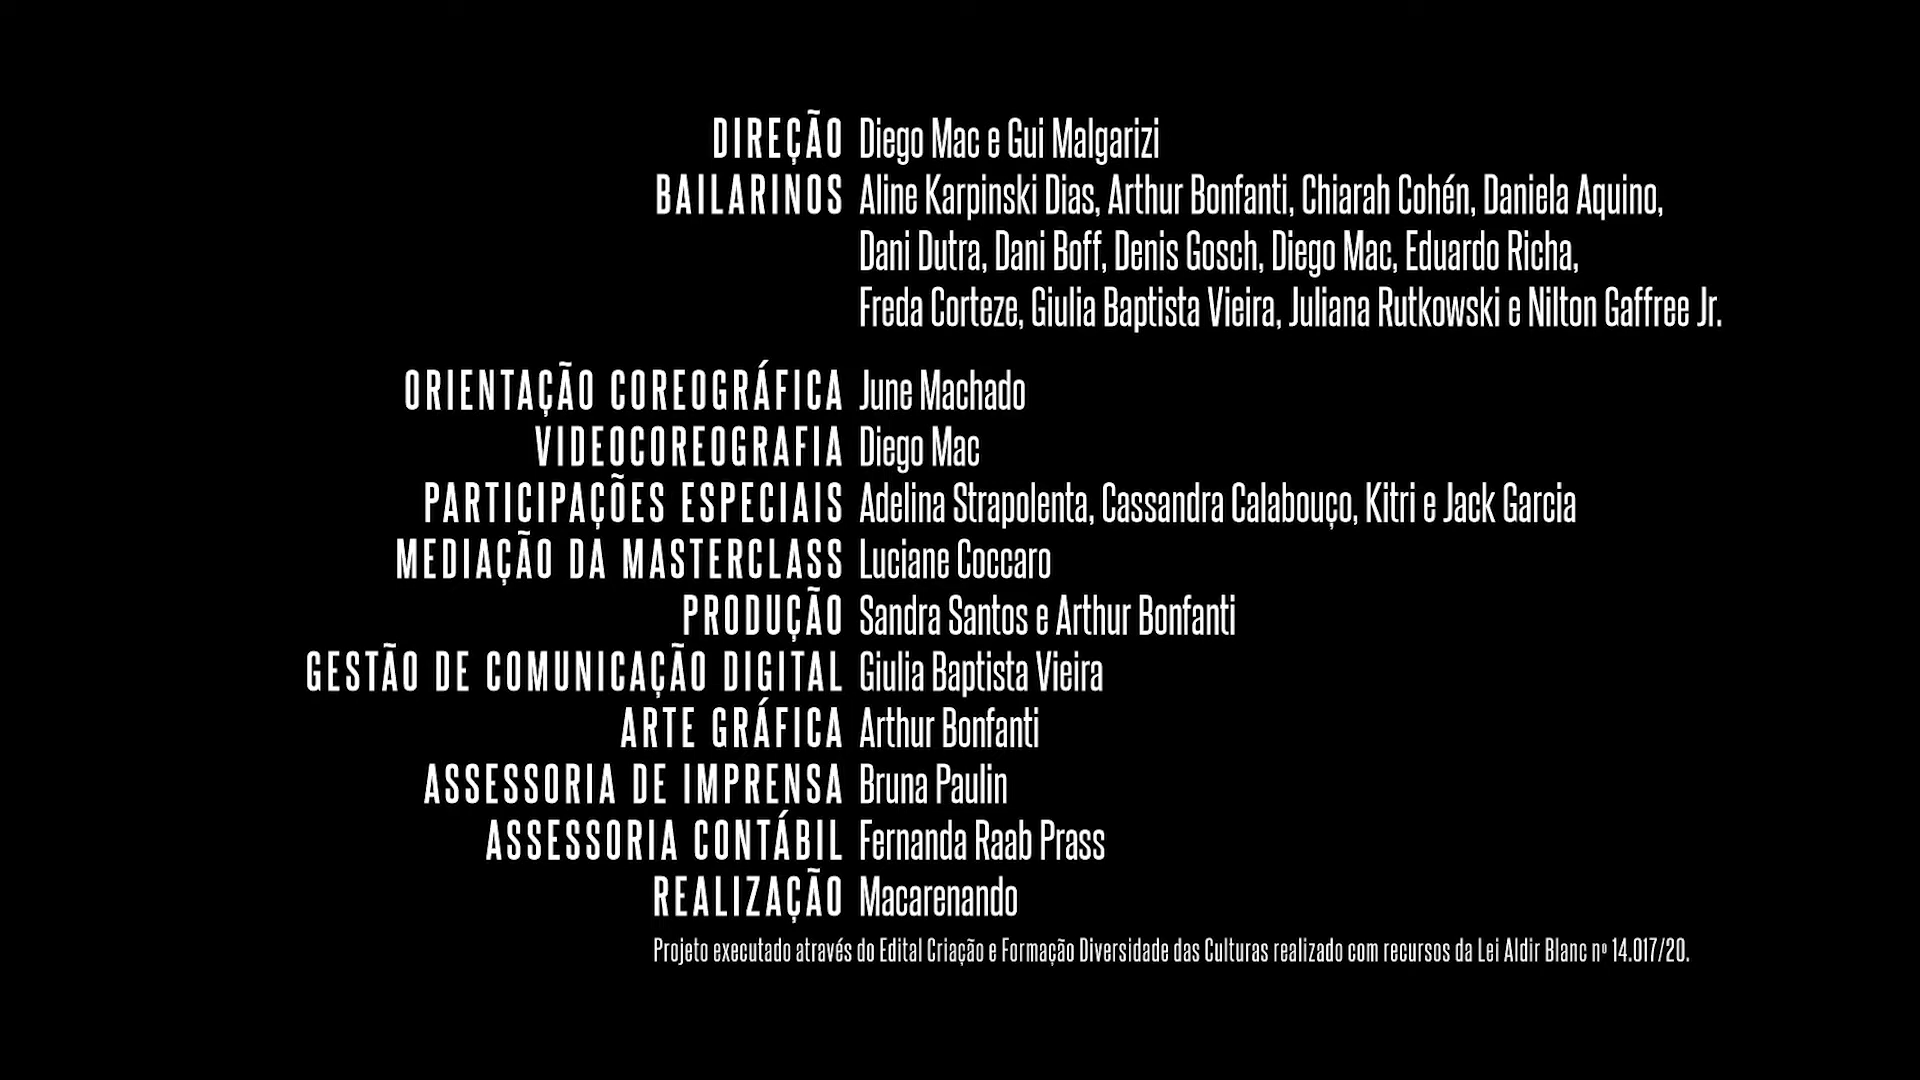 DIREÇÃO Diego Mac e Gui Malgarizi
BAILARINOS Aline Karpinski Dias, Arthur Bonfanti, Chiarah Cohén, Daniela Aquino,
Dani Dutra, Dani Boff, Denis Gosch, Diego Mac, Eduardo Richa,
Freda Corteze, Giulia Baptista Vieira, Juliana Rutkowski e Nilton Gaffree Jr.
ORIENTAÇÃO COREOGRÁFICA June Machado
VIDEOCOREOGRAFIA Diego Mac
PARTICIPAÇÕES ESPECIAIS Adelina Strapolenta, Cassandra Calabouço, Kitri e Jack Garcia
MEDIAÇÃO DA MASTERCLASS Luciane Coccaro
PRODUÇÃO Sandra Santos e Arthur Bonfanti
GESTÃO DE COMUNICAÇÃO DIGITAL Giulia Baptista Vieira
ARTE GRÁFICA Arthur Bonfanti
ASSESSORIA DE IMPRENSA Bruna Paulin
ASSESSORIA CONTÁBIL Fernanda Raab Prass
REALIZAÇÃO Macarenando
Projeto executado através do Edital Criação e Formação Diversidade das Culturas realizado com recursos da Lei Aldir Blanc nº 14.017/20.